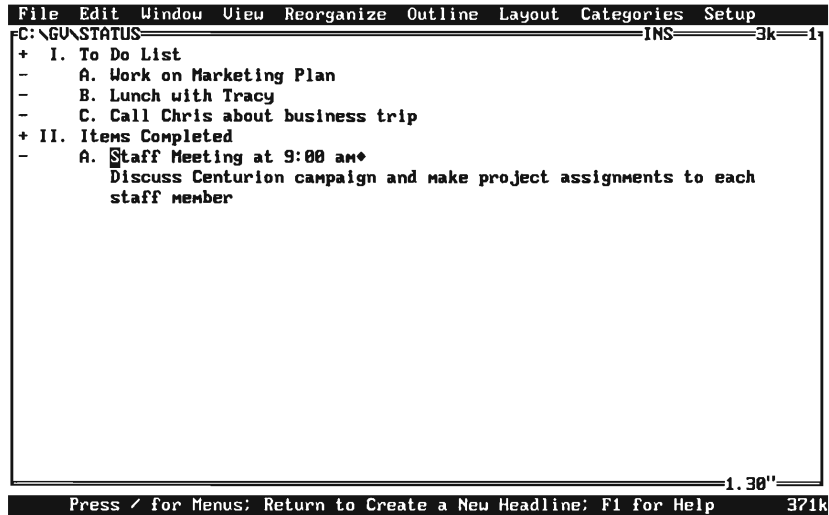 File Edit Window View Reorganize Outline Layout Categories Setup
C:\GV\STATUS INS 3k 1
+ I. To Do List
- A. Work on Marketing Plan
- B. Lunch with Tracy
- C. Call Chris about business trip
+ II. Items Completed
- A. Staff Meeting at 9:00 am♦
Discuss Centurion campaign and make project assignments to each
staff member
1.30"
Press / for Menus; Return to Create a New Headline; F1 for Help 371k